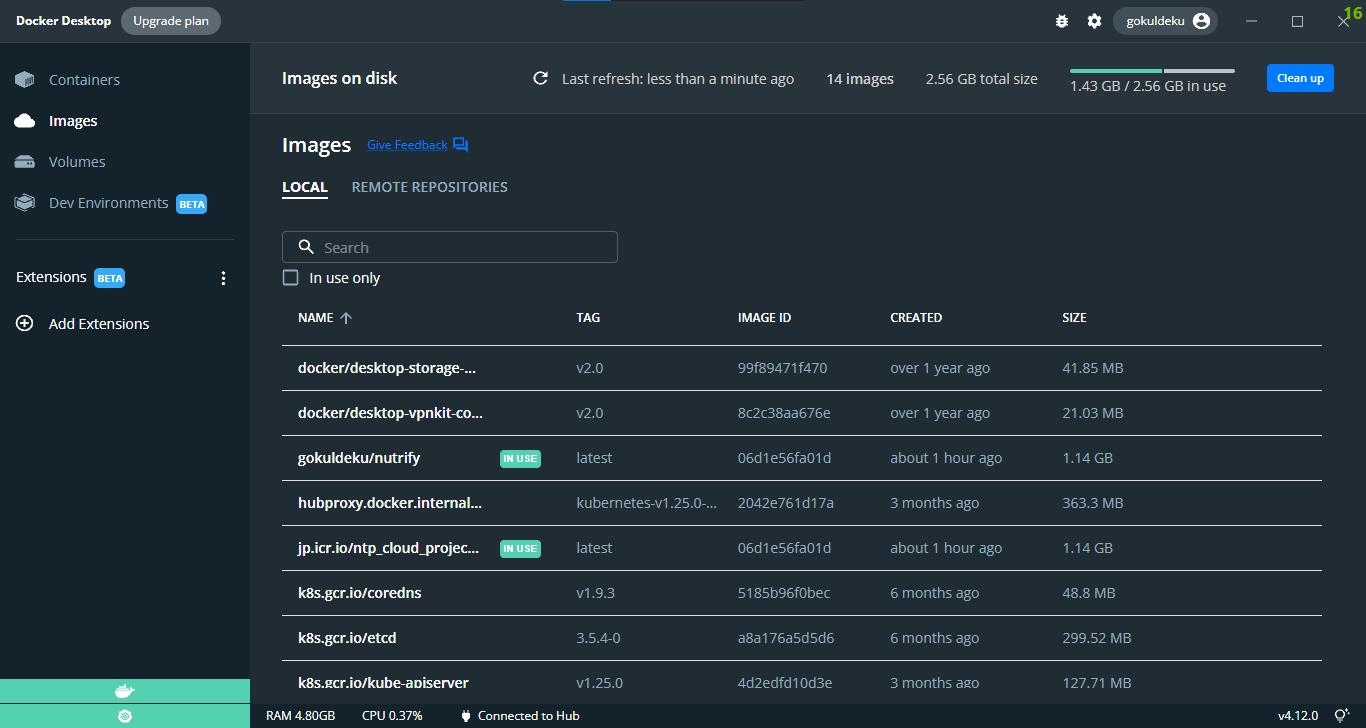 Docker Desktop Upgrade plan gokuldeku 16
Containers
Images
Volumes
Dev Environments BETA
Extensions BETA
Add Extensions
Images on disk Last refresh: less than a minute ago 14 images 2.56 GB total size 1.43 GB / 2.56 GB in use Clean up
Images Give Feedback
LOCAL REMOTE REPOSITORIES
Search
In use only
NAME TAG IMAGE ID CREATED SIZE
docker/desktop-storage-... v2.0 99f89471f470 over 1 year ago 41.85 MB
docker/desktop-vpnkit-co... v2.0 8c2c38aa676e over 1 year ago 21.03 MB
gokuldeku/nutrify IN USE latest 06d1e56fa01d about 1 hour ago 1.14 GB
hubproxy.docker.internal... kubernetes-v1.25.0-... 2042e761d17a 3 months ago 363.3 MB
jp.icr.io/ntp_cloud_projec... IN USE latest 06d1e56fa01d about 1 hour ago 1.14 GB
k8s.gcr.io/coredns v1.9.3 5185b96f0bec 6 months ago 48.8 MB
k8s.gcr.io/etcd 3.5.4-0 a8a176a5d5d6 6 months ago 299.52 MB
k8s.gcr.io/kube-apiserver v1.25.0 4d2edfd10d3e 3 months ago 127.71 MB
RAM 4.80GB CPU 0.37% Connected to Hub v4.12.0